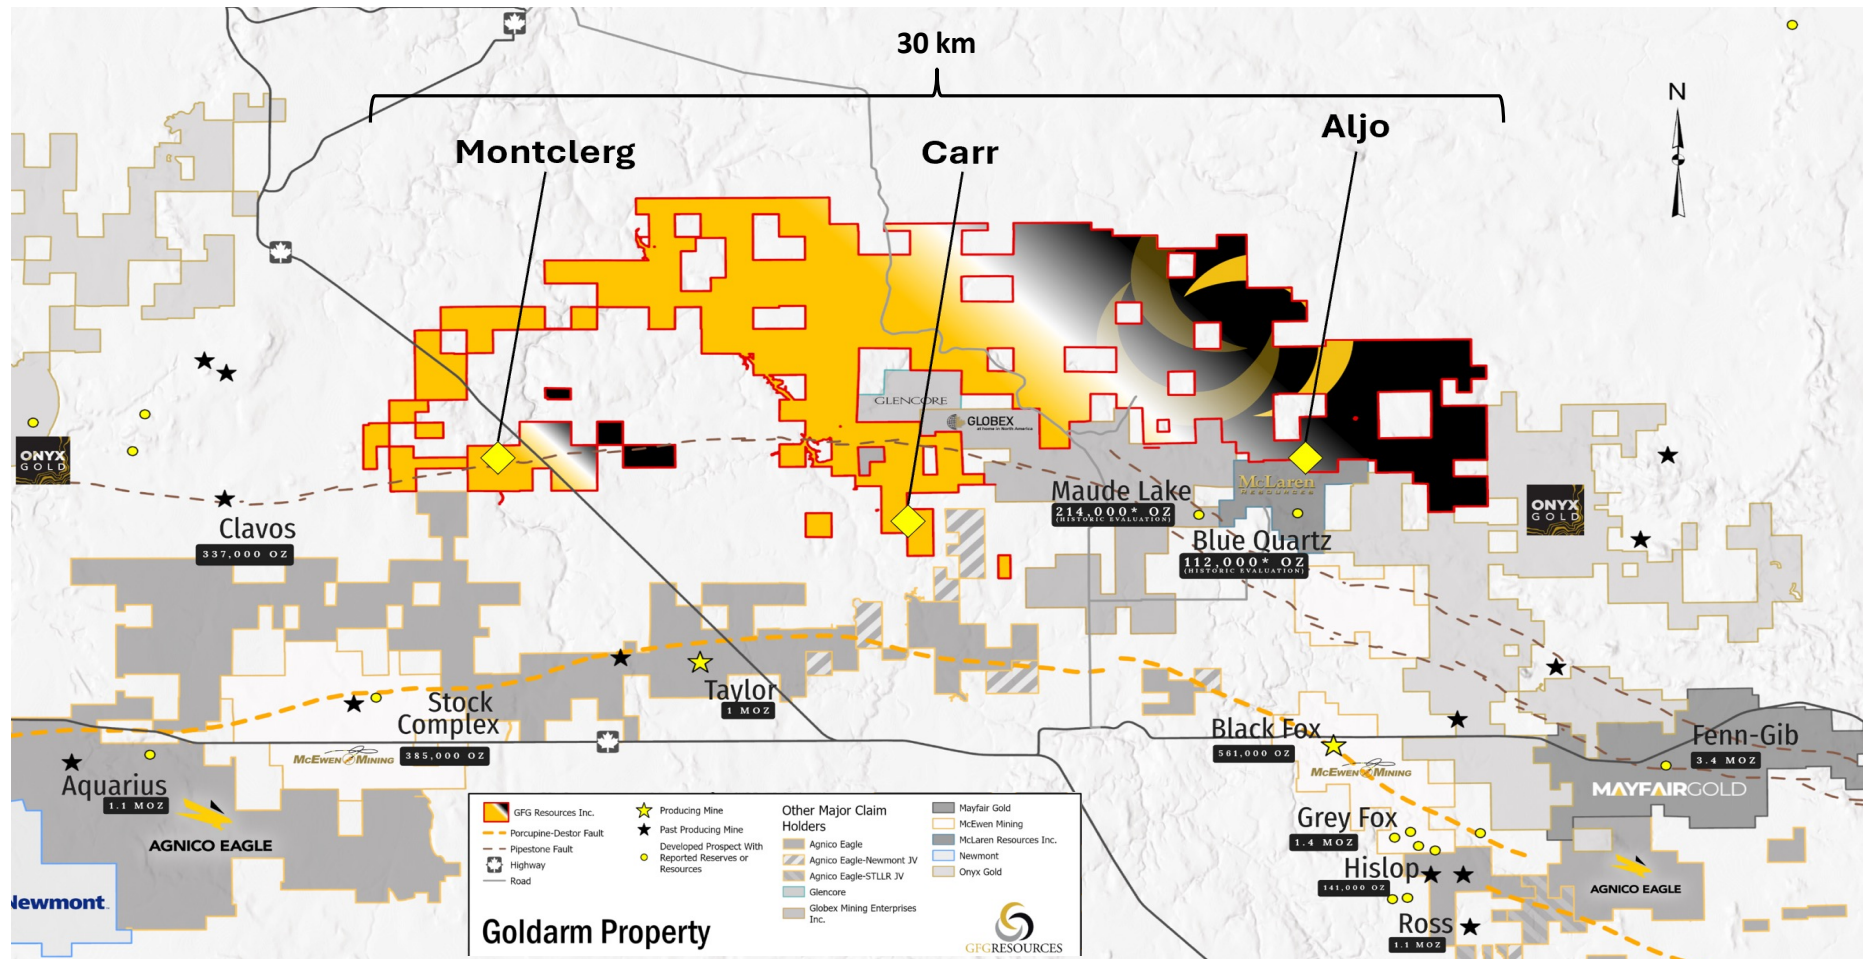 30 km
N
Montclerg
Carr
Aljo
GLENCORE
GLOBEX
at home in North America
ONYX
GOLD
Clavos
337,000 OZ
Maude Lake
214,000* OZ
(HISTORIC EVALUATION)
McLaren
RESOURCES
Blue Quartz
112,000* OZ
(HISTORIC EVALUATION)
ONYX
GOLD
Taylor
1 MOZ
Stock
Complex
385,000 OZ
McEWEN MINING
Aquarius
1.1 MOZ
AGNICO EAGLE
Newmont
Black Fox
561,000 OZ
McEWEN MINING
Fenn-Gib
3.4 MOZ
MAYFAIRGOLD
Grey Fox
1.4 MOZ
Hislop
141,000 OZ
AGNICO EAGLE
Ross
1.1 MOZ
GFG Resources Inc.
Porcupine-Destor Fault
Pipestone Fault
Highway
Road
Producing Mine
Past Producing Mine
Developed Prospect With
Reported Reserves or
Resources
Other Major Claim
Holders
Agnico Eagle
Agnico Eagle-Newmont JV
Agnico Eagle-STLLR JV
Glencore
Globex Mining Enterprises
Inc.
Mayfair Gold
McEwen Mining
McLaren Resources Inc.
Newmont
Onyx Gold
Goldarm Property
GFGRESOURCES